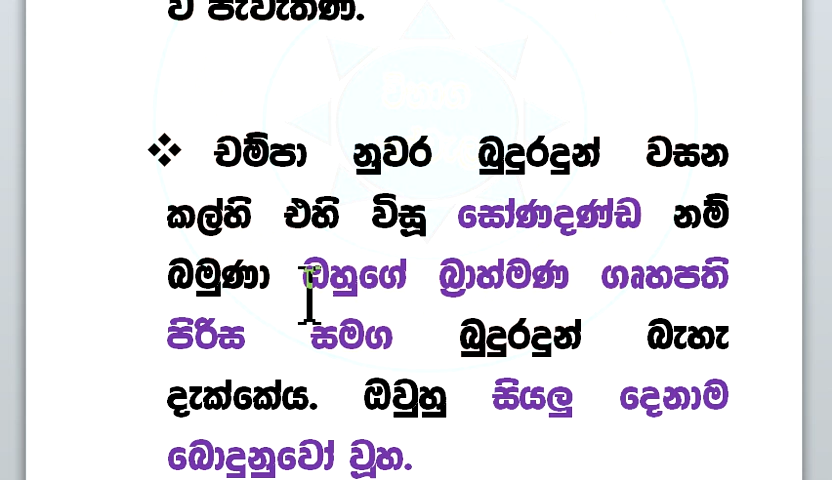 ව පැවැත්ණි.
❖ චම්පා නුවර බුදුරදුන් වසන
කල්හි එහි විසූ සෝණදණ්ඩ නම්
බමුණා ඔහුගේ බ්‍රාහ්මණ ගෘහපති
පිරිස සමග බුදුරදුන් බැහැ
දැක්කේය. ඔවුහු සියලු දෙනාම
බොදුනුවෝ වූහ.